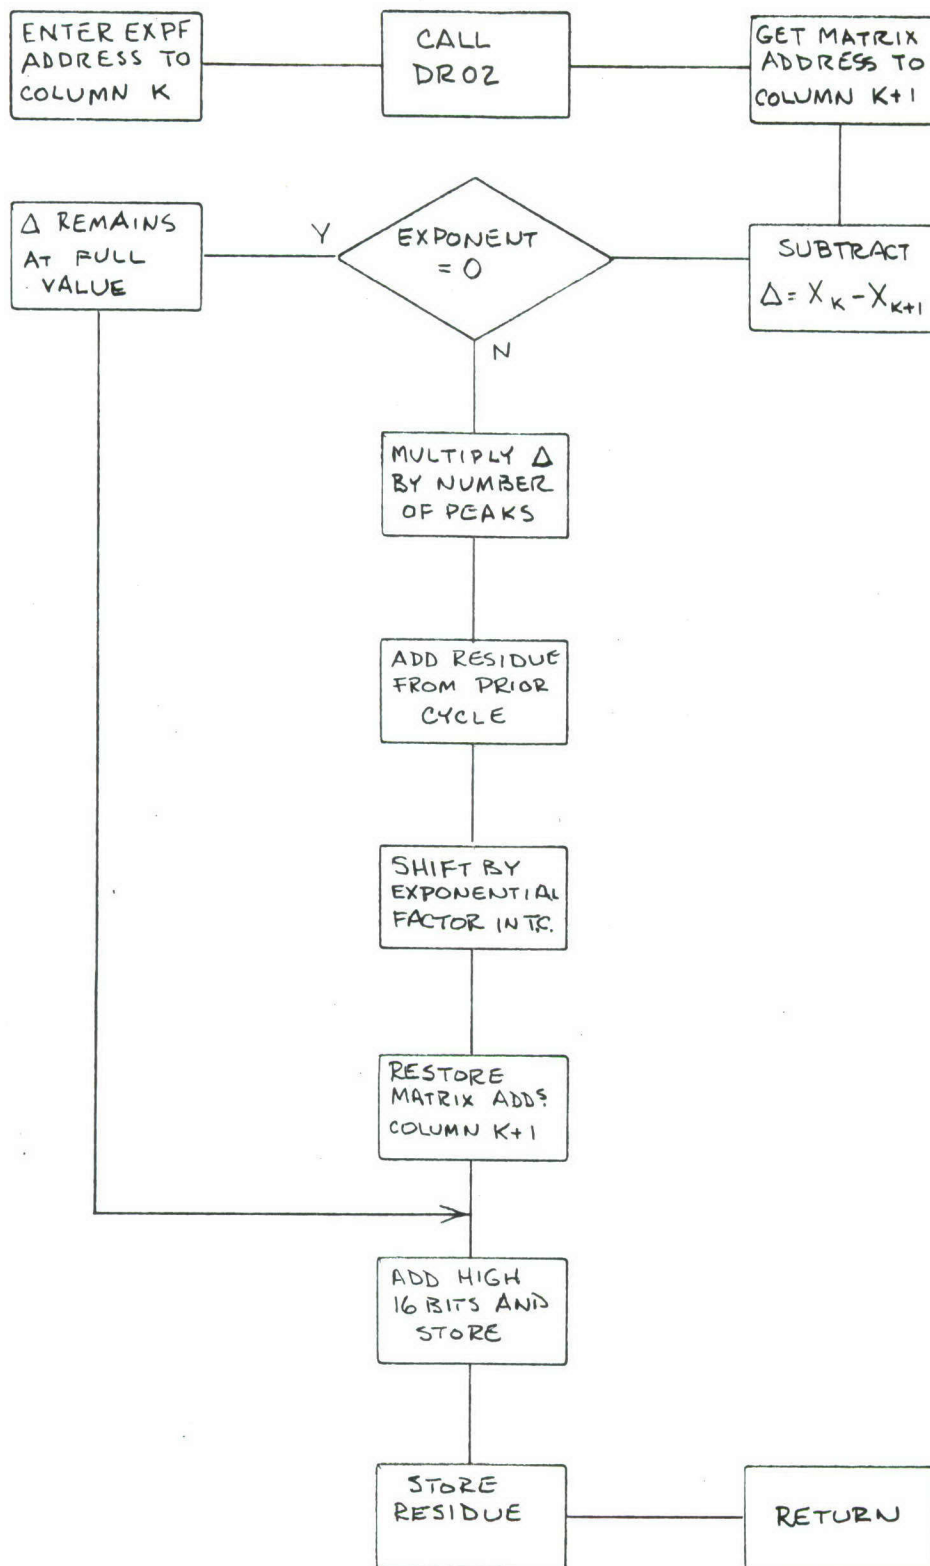 ENTER EXPF
ADDRESS TO
COLUMN K
CALL
DR02
GET MATRIX
ADDRESS TO
COLUMN K+1
Δ REMAINS
AT FULL
VALUE
Y
EXPONENT
= 0
N
SUBTRACT
Δ = X_K - X_K+1
MULTIPLY Δ
BY NUMBER
OF PEAKS
ADD RESIDUE
FROM PRIOR
CYCLE
SHIFT BY
EXPONENTIAL
FACTOR IN T.C.
RESTORE
MATRIX ADDS.
COLUMN K+1
ADD HIGH
16 BITS AND
STORE
STORE
RESIDUE
RETURN